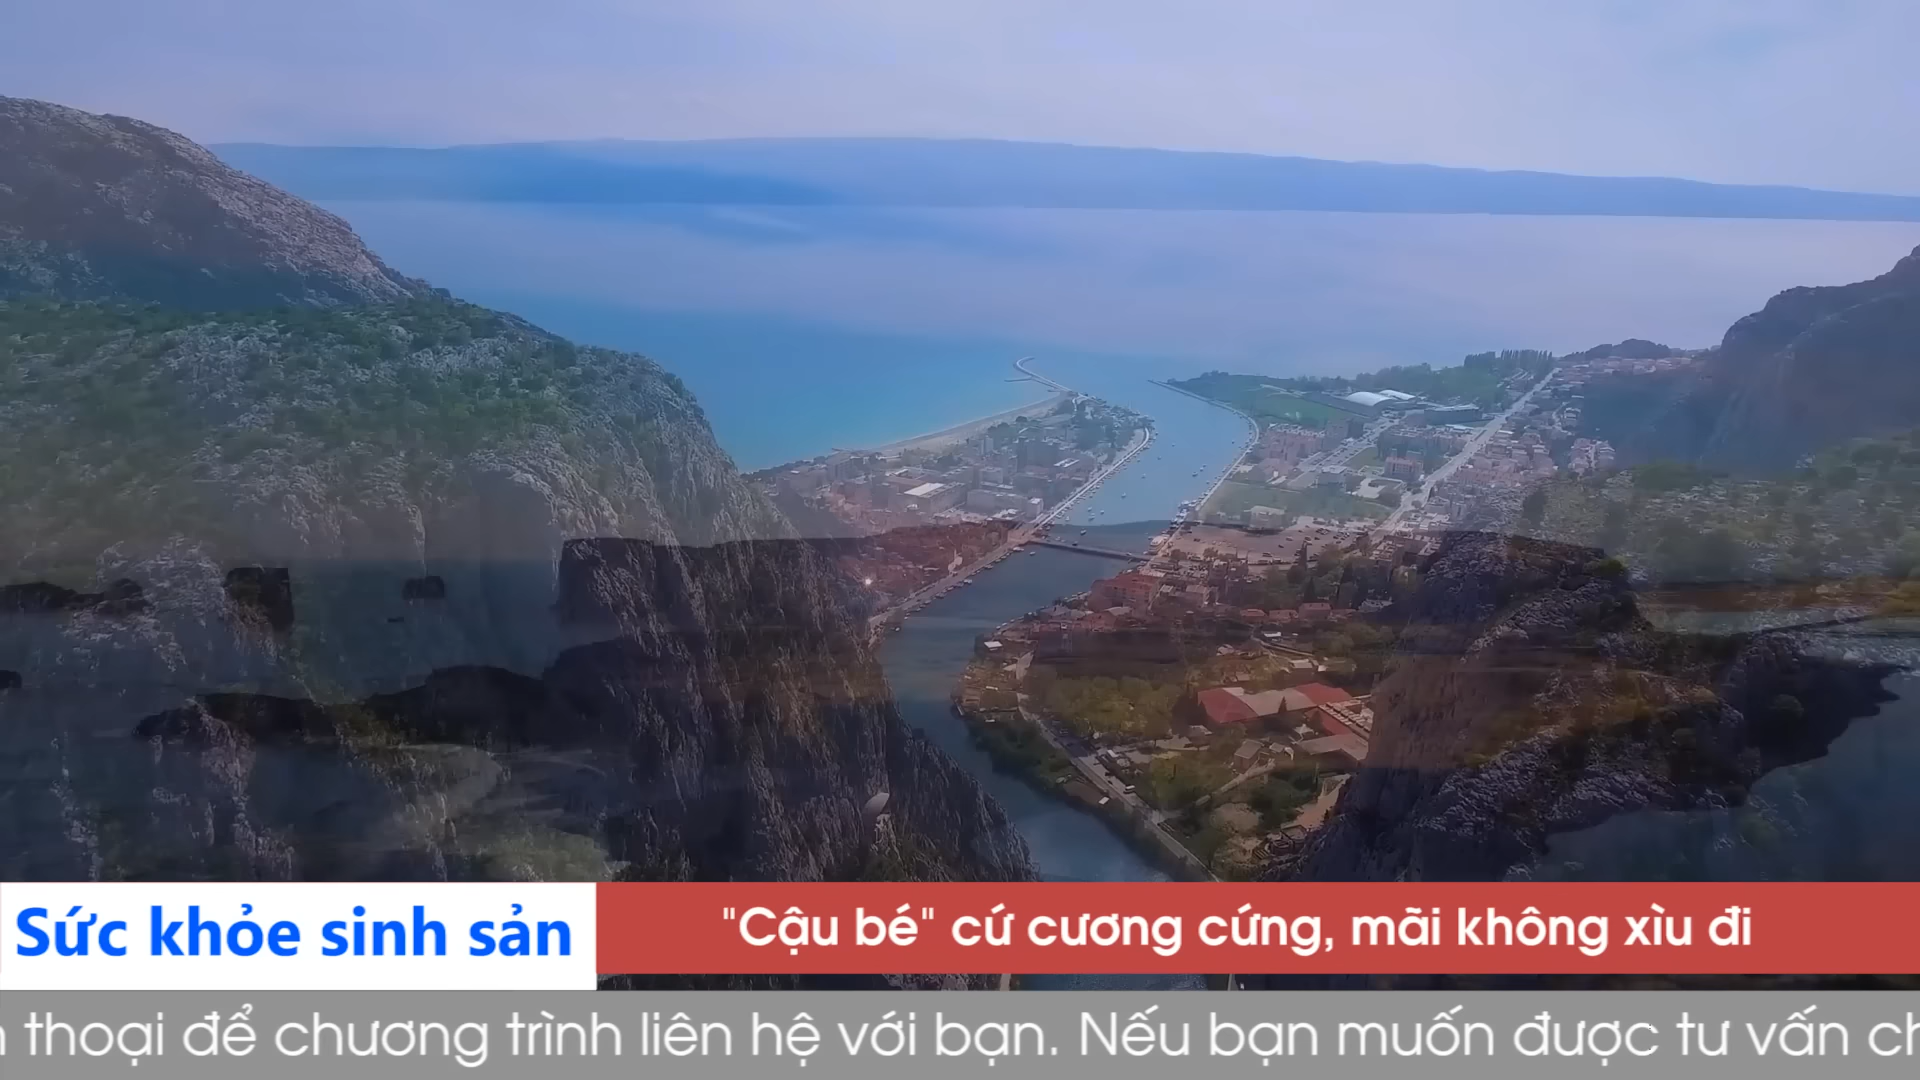 Sức khỏe sinh sản
"Cậu bé" cứ cương cứng, mãi không xìu đi
thoại để chương trình liên hệ với bạn. Nếu bạn muốn được tư vấn